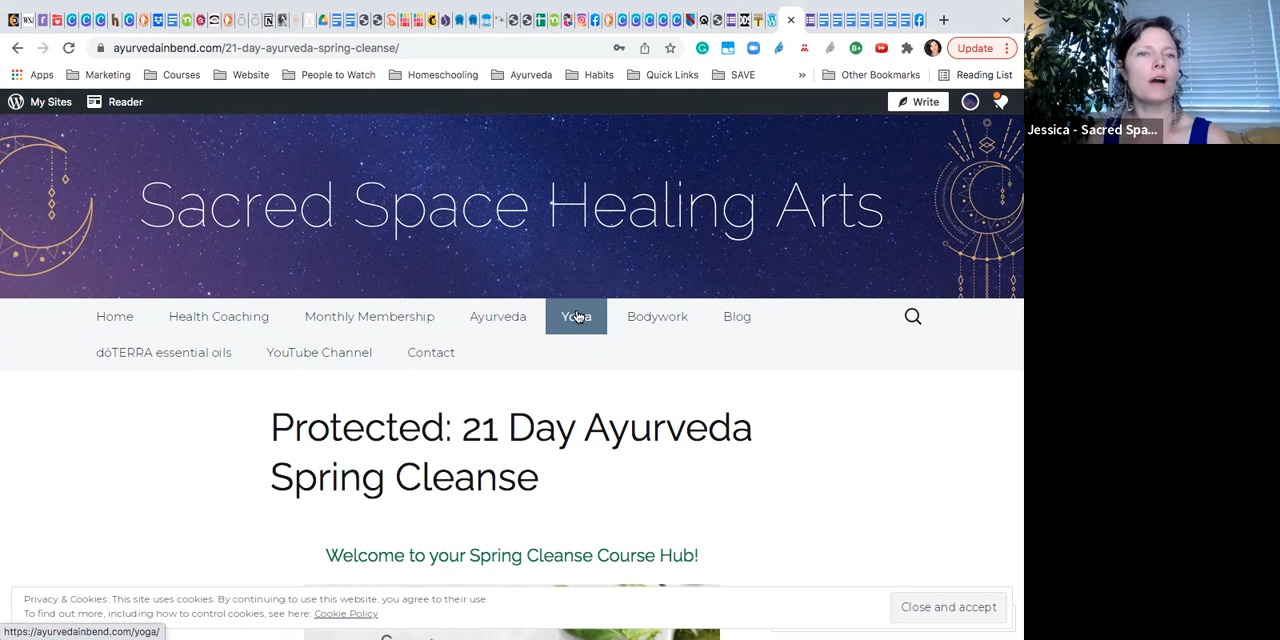 ayurvedainbend.com/21-day-ayurveda-spring-cleanse/
Update
Apps
Marketing
Courses
Website
People to Watch
Homeschooling
Ayurveda
Habits
Quick Links
SAVE
»
Other Bookmarks
Reading List
My Sites
Reader
Write
Jessica - Sacred Spa...
Sacred Space Healing Arts
Home
Health Coaching
Monthly Membership
Ayurveda
Yoga
Bodywork
Blog
dōTERRA essential oils
YouTube Channel
Contact
Protected: 21 Day Ayurveda
Spring Cleanse
Welcome to your Spring Cleanse Course Hub!
Privacy & Cookies: This site uses cookies. By continuing to use this website, you agree to their use.
To find out more, including how to control cookies, see here: Cookie Policy
Close and accept
https://ayurvedainbend.com/yoga/